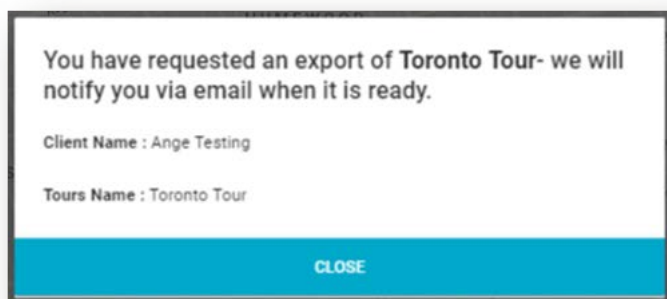 You have requested an export of Toronto Tour- we will
notify you via email when it is ready.
Client Name : Ange Testing
Tours Name : Toronto Tour
CLOSE